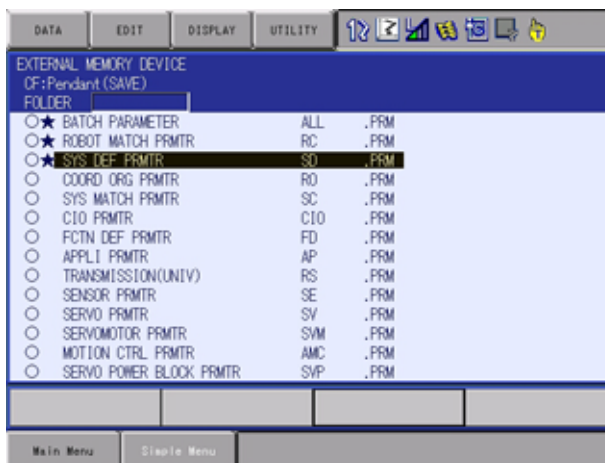 DATA EDIT DISPLAY UTILITY
EXTERNAL MEMORY DEVICE
CF:Pendant(SAVE)
FOLDER
BATCH PARAMETER ALL .PRM
ROBOT MATCH PRMTR RC .PRM
SYS DEF PRMTR SD .PRM
COORD ORG PRMTR RO .PRM
SYS MATCH PRMTR SC .PRM
CIO PRMTR CIO .PRM
FCTN DEF PRMTR FD .PRM
APPLI PRMTR AP .PRM
TRANSMISSION(UNIV) RS .PRM
SENSOR PRMTR SE .PRM
SERVO PRMTR SV .PRM
SERVOMOTOR PRMTR SVM .PRM
MOTION CTRL PRMTR AMC .PRM
SERVO POWER BLOCK PRMTR SVP .PRM
Main Menu Simple Menu